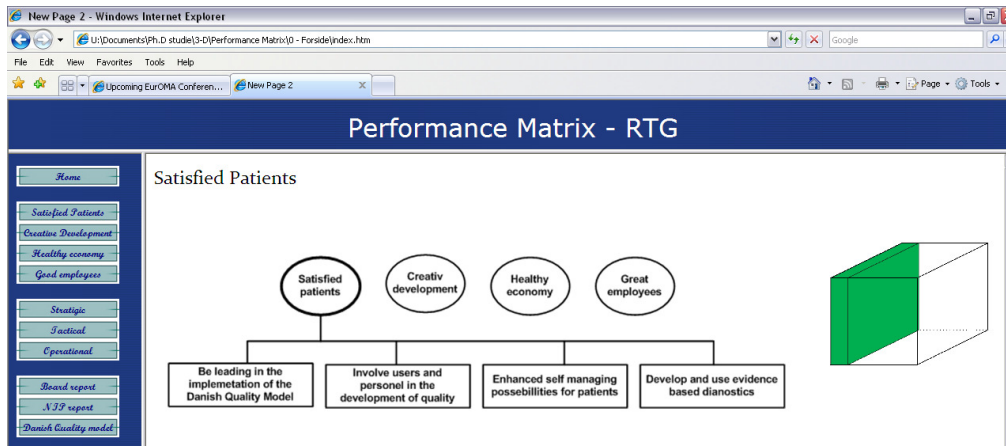 New Page 2 - Windows Internet Explorer
U:\Documents\Ph.D studie\3-D\Performance Matrix\0 - Forside\index.htm
Google
File Edit View Favorites Tools Help
Upcoming EurOMA Conferen... New Page 2 X Page Tools
Performance Matrix - RTG
Home
Satisfied Patients
Creative Development
Healthy economy
Good employees
Stratigic
Tactical
Operational
Board report
NIP report
Danish Quality model
Satisfied Patients
Satisfied
patients
Creativ
development
Healthy
economy
Great
employees
Be leading in the
implemetation of the
Danish Quality Model
Involve users and
personel in the
development of quality
Enhanced self managing
possebillities for patients
Develop and use evidence
based dianostics